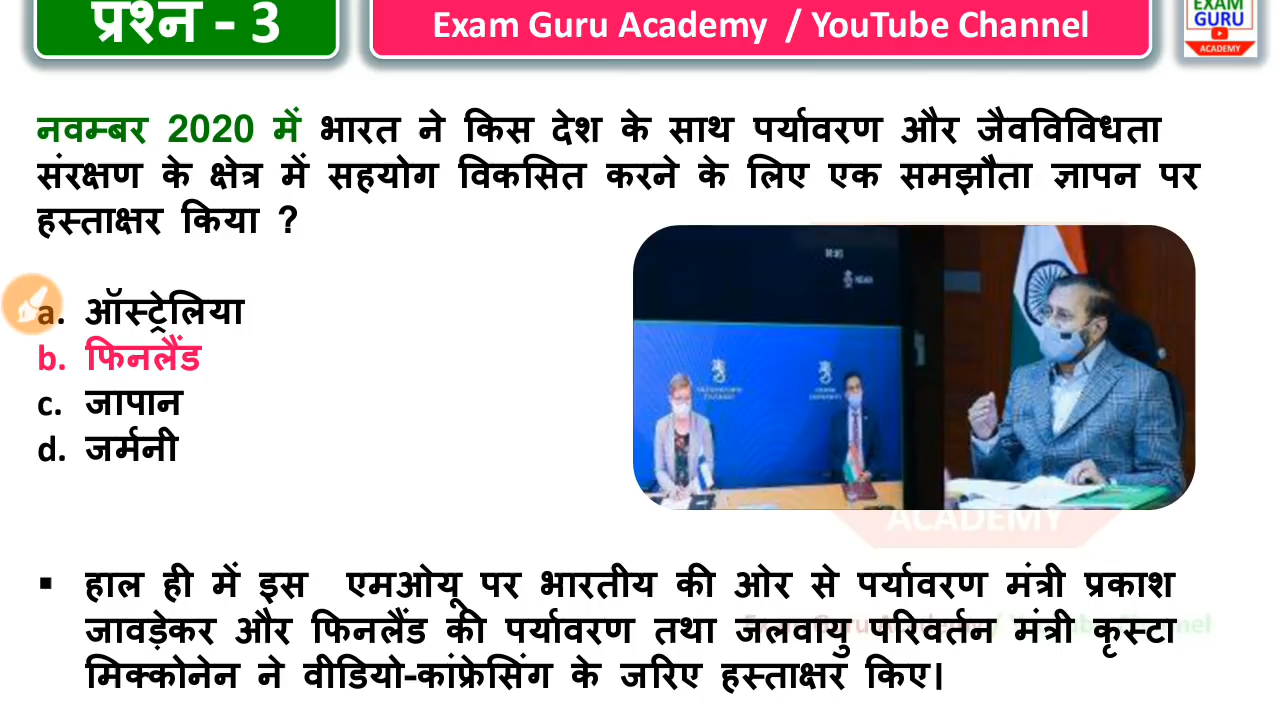 प्रश्न - 3
Exam Guru Academy / YouTube Channel
EXAM
GURU
ACADEMY
नवम्बर 2020 में भारत ने किस देश के साथ पर्यावरण और जैवविविधता
संरक्षण के क्षेत्र में सहयोग विकसित करने के लिए एक समझौता ज्ञापन पर
हस्ताक्षर किया ?
a. ऑस्ट्रेलिया
b. फिनलैंड
c. जापान
d. जर्मनी
ACADEMY
▪ हाल ही में इस एमओयू पर भारतीय की ओर से पर्यावरण मंत्री प्रकाश
जावड़ेकर और फिनलैंड की पर्यावरण तथा जलवायु परिवर्तन मंत्री कृस्टा
मिक्कोनेन ने वीडियो-कांफ्रेसिंग के जरिए हस्ताक्षर किए।